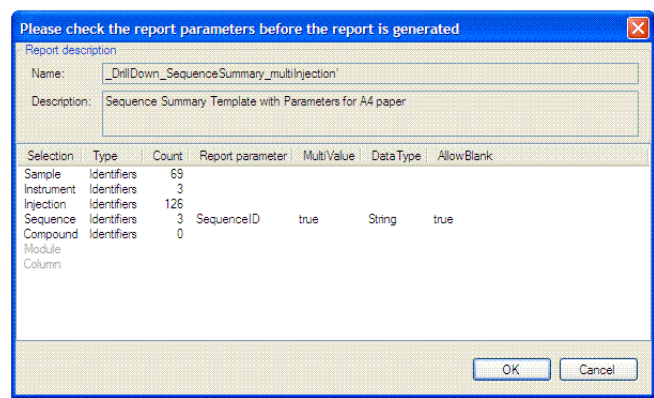 Please check the report parameters before the report is generated
Report description
Name: _DrillDown_SequenceSummary_multiInjection'
Description: Sequence Summary Template with Parameters for A4 paper
Selection Type Count Report parameter MultiValue DataType AllowBlank
Sample Identifiers 69
Instrument Identifiers 3
Injection Identifiers 126
Sequence Identifiers 3 SequenceID true String true
Compound Identifiers 0
Module
Column
OK Cancel